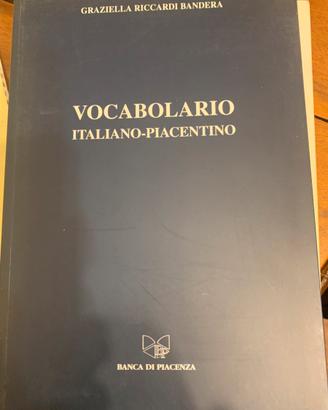 GRAZIELLA RICCARDI BANDERA
VOCABOLARIO
ITALIANO-PIACENTINO
BANCA DI PIACENZA